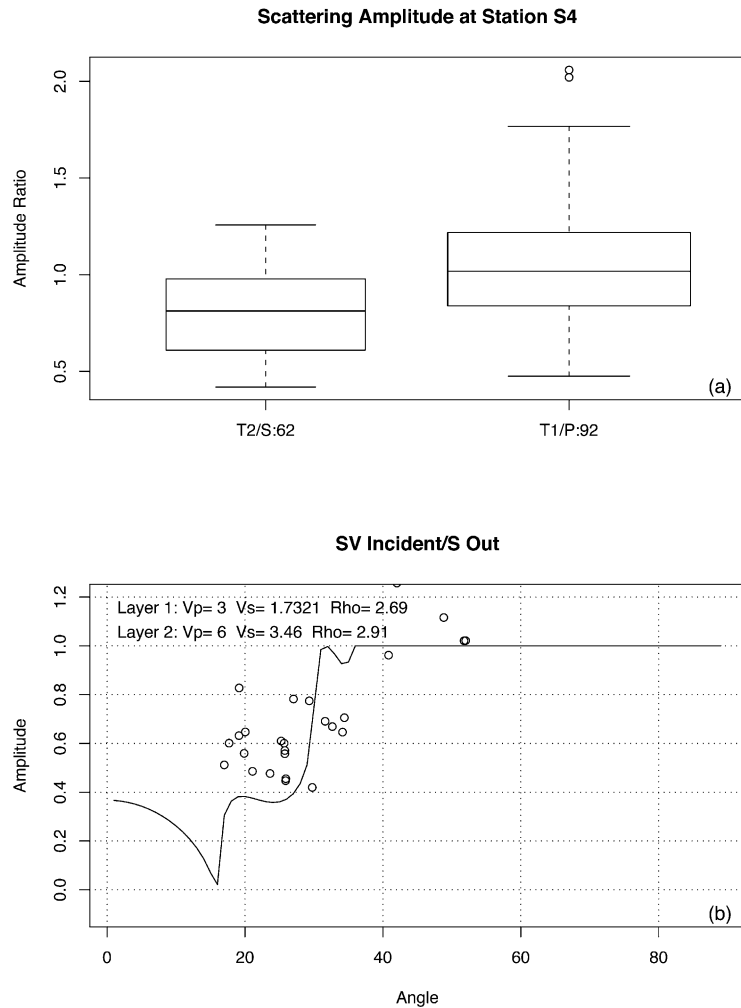 Scattering Amplitude at Station S4
Amplitude Ratio
2.0
1.5
1.0
0.5
(a)
T2/S:62 T1/P:92
SV Incident/S Out
Amplitude
1.2
1.0
0.8
0.6
0.4
0.2
0.0
Layer 1: Vp= 3 Vs= 1.7321 Rho= 2.69
Layer 2: Vp= 6 Vs= 3.46 Rho= 2.91
(b)
0 20 40 60 80
Angle